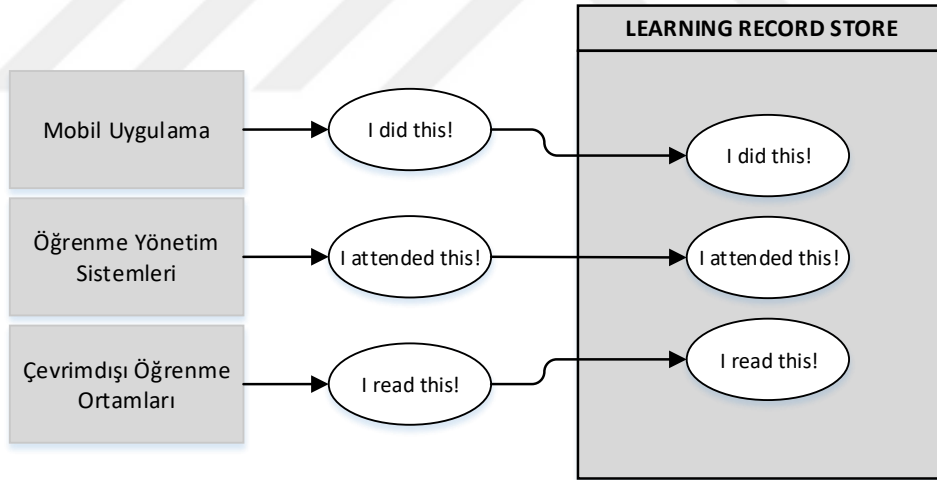 LEARNING RECORD STORE
Mobil Uygulama
I did this!
I did this!
Öğrenme Yönetim
Sistemleri
I attended this!
I attended this!
Çevrimdışı Öğrenme
Ortamları
I read this!
I read this!